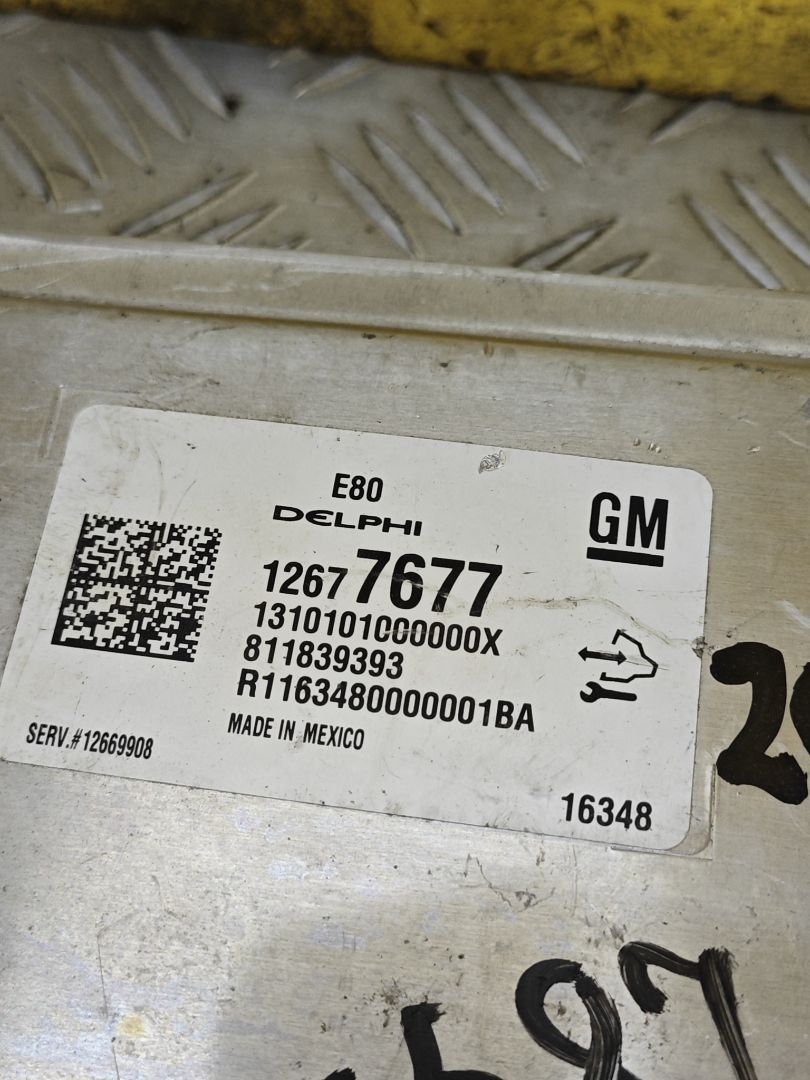 E80
DELPHI
GM
12677677
1310101000000X
811839393
R1163480000001BA
MADE IN MEXICO
SERV.#12669908
16348